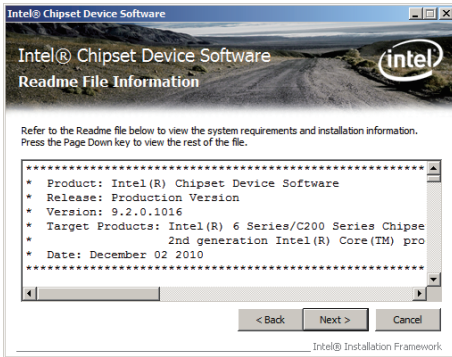 Intel® Chipset Device Software
Intel® Chipset Device Software
Readme File Information
intel
Refer to the Readme file below to view the system requirements and installation information.
Press the Page Down key to view the rest of the file.
************************************************************
*  Product: Intel(R) Chipset Device Software
*  Release: Production Version
*  Version: 9.2.0.1016
*  Target Products: Intel(R) 6 Series/C200 Series Chipse
*                   2nd generation Intel(R) Core(TM) pro
*  Date: December 02 2010
************************************************************
< Back
Next >
Cancel
Intel® Installation Framework